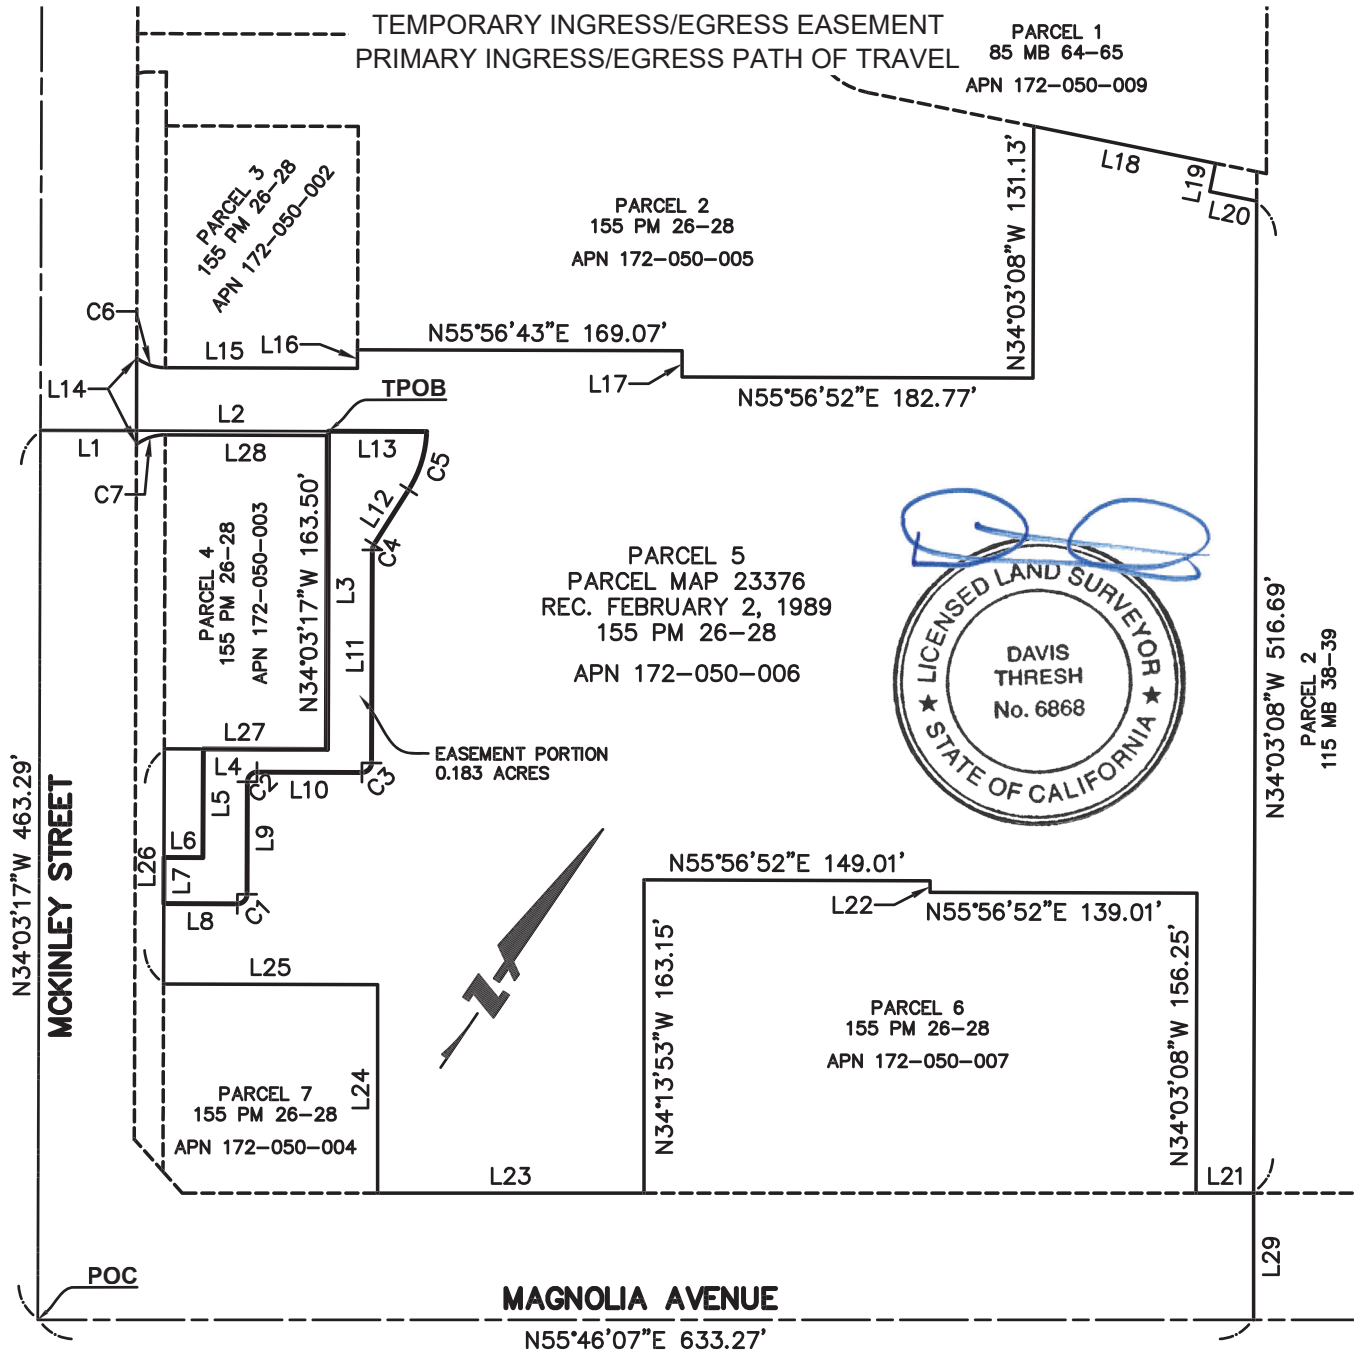 TEMPORARY INGRESS/EGRESS EASEMENT
PRIMARY INGRESS/EGRESS PATH OF TRAVEL
PARCEL 1
85 MB 64-65
APN 172-050-009
L18
L19
L20
N34°03'08"W 131.13'
PARCEL 3
155 PM 26-28
APN 172-050-002
PARCEL 2
155 PM 26-28
APN 172-050-005
C6
L15
L16
N55°56'43"E 169.07'
L17
N55°56'52"E 182.77'
L14
L2
TPOB
L1
L28
L13
C5
C7
L12
C4
PARCEL 4
155 PM 26-28
APN 172-050-003
N34°03'17"W 163.50'
L3
L11
PARCEL 5
PARCEL MAP 23376
REC. FEBRUARY 2, 1989
155 PM 26-28
APN 172-050-006
LICENSED LAND SURVEYOR
DAVIS
THRESH
No. 6868
★ STATE OF CALIFORNIA ★
N34°03'08"W 516.69'
PARCEL 2
115 MB 38-39
L27
EASEMENT PORTION
0.183 ACRES
L4
C2
L10
C3
L5
L9
L6
L26
L7
L8
C1
N34°03'17"W 463.29'
MCKINLEY STREET
N
N55°56'52"E 149.01'
L22
N55°56'52"E 139.01'
L25
N34°13'53"W 163.15'
N34°03'08"W 156.25'
PARCEL 6
155 PM 26-28
APN 172-050-007
PARCEL 7
155 PM 26-28
APN 172-050-004
L24
L23
L21
L29
POC
MAGNOLIA AVENUE
N55°46'07"E 633.27'